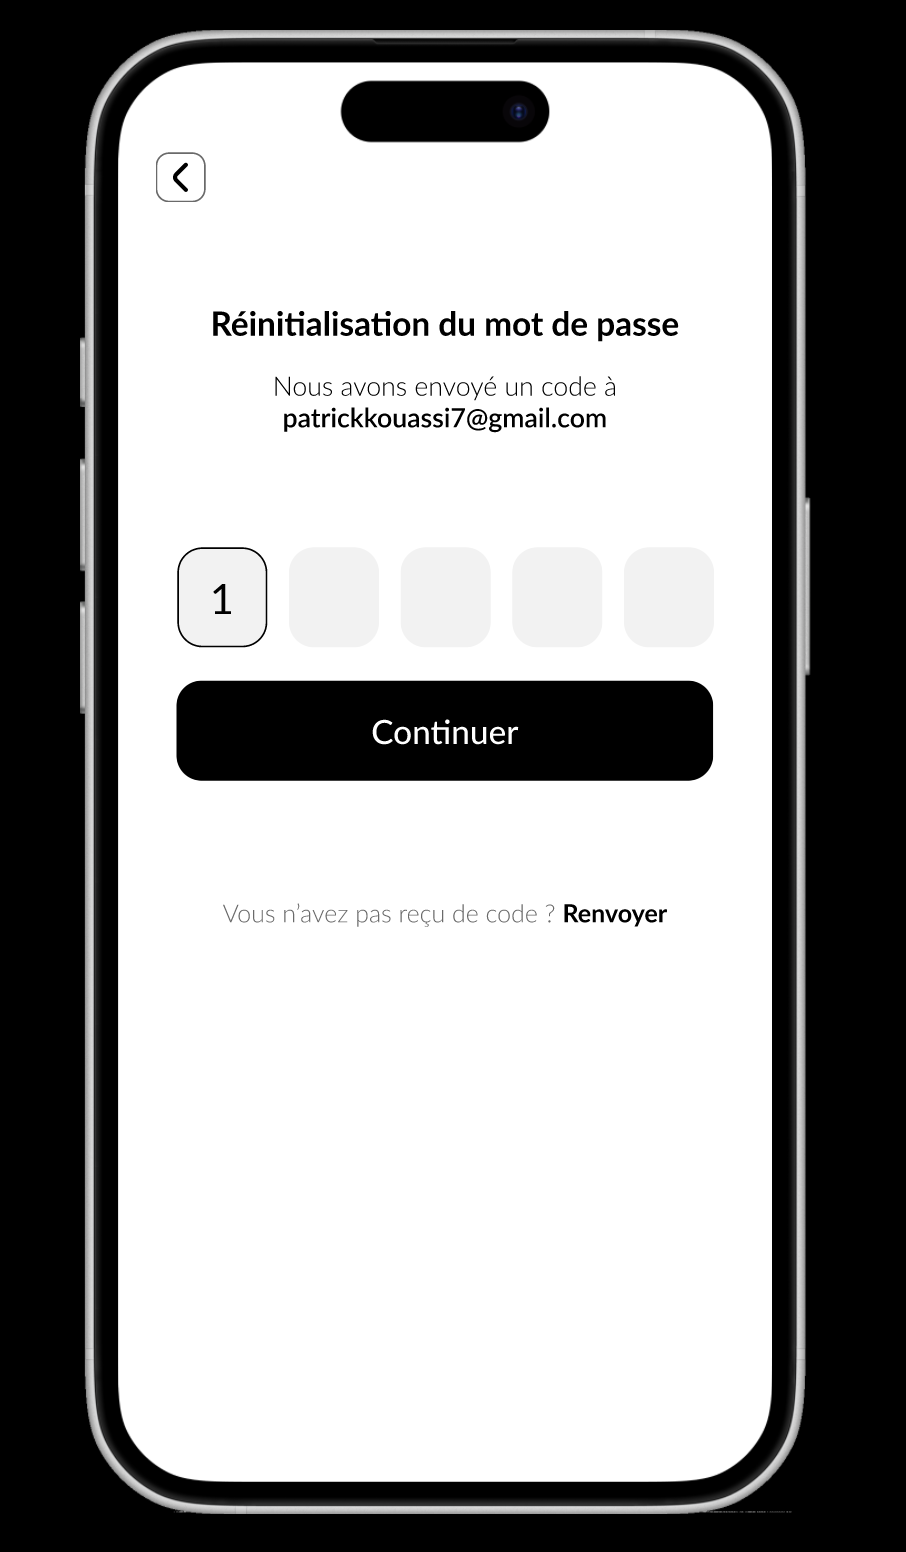 Réinitialisation du mot de passe
Nous avons envoyé un code à
patrickkouassi7@gmail.com
1
Continuer
Vous n’avez pas reçu de code ? Renvoyer